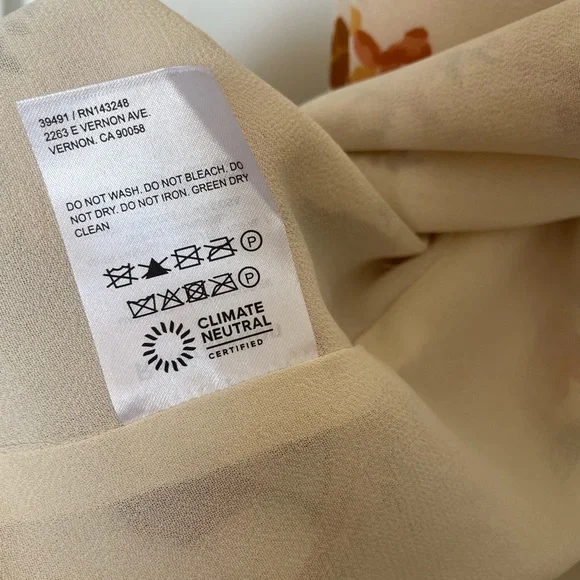 39491 / RN143248
2263 E VERNON AVE.
VERNON. CA 90058
DO NOT WASH. DO NOT BLEACH. DO
NOT DRY. DO NOT IRON. GREEN DRY
CLEAN
P
P
CLIMATE
NEUTRAL
CERTIFIED